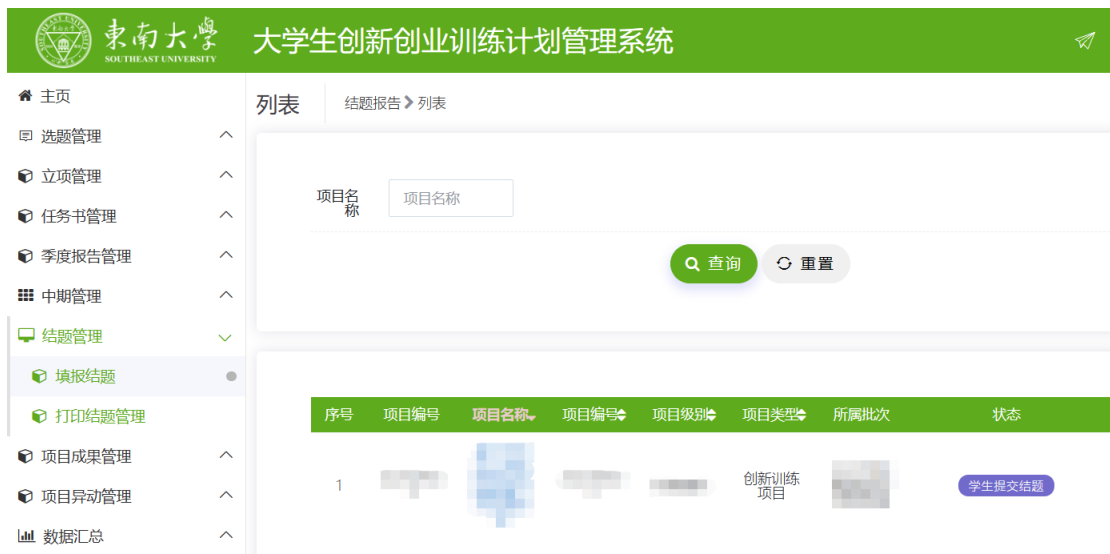 東南大學
SOUTHEAST UNIVERSITY
大学生创新创业训练计划管理系统
主页
选题管理
立项管理
任务书管理
季度报告管理
中期管理
结题管理
填报结题
打印结题管理
项目成果管理
项目异动管理
数据汇总
列表
结题报告 列表
项目名
称
项目名称
查询 重置
序号 项目编号 项目名称 项目编号 项目级别 项目类型 所属批次 状态
1 创新训练
项目 学生提交结题